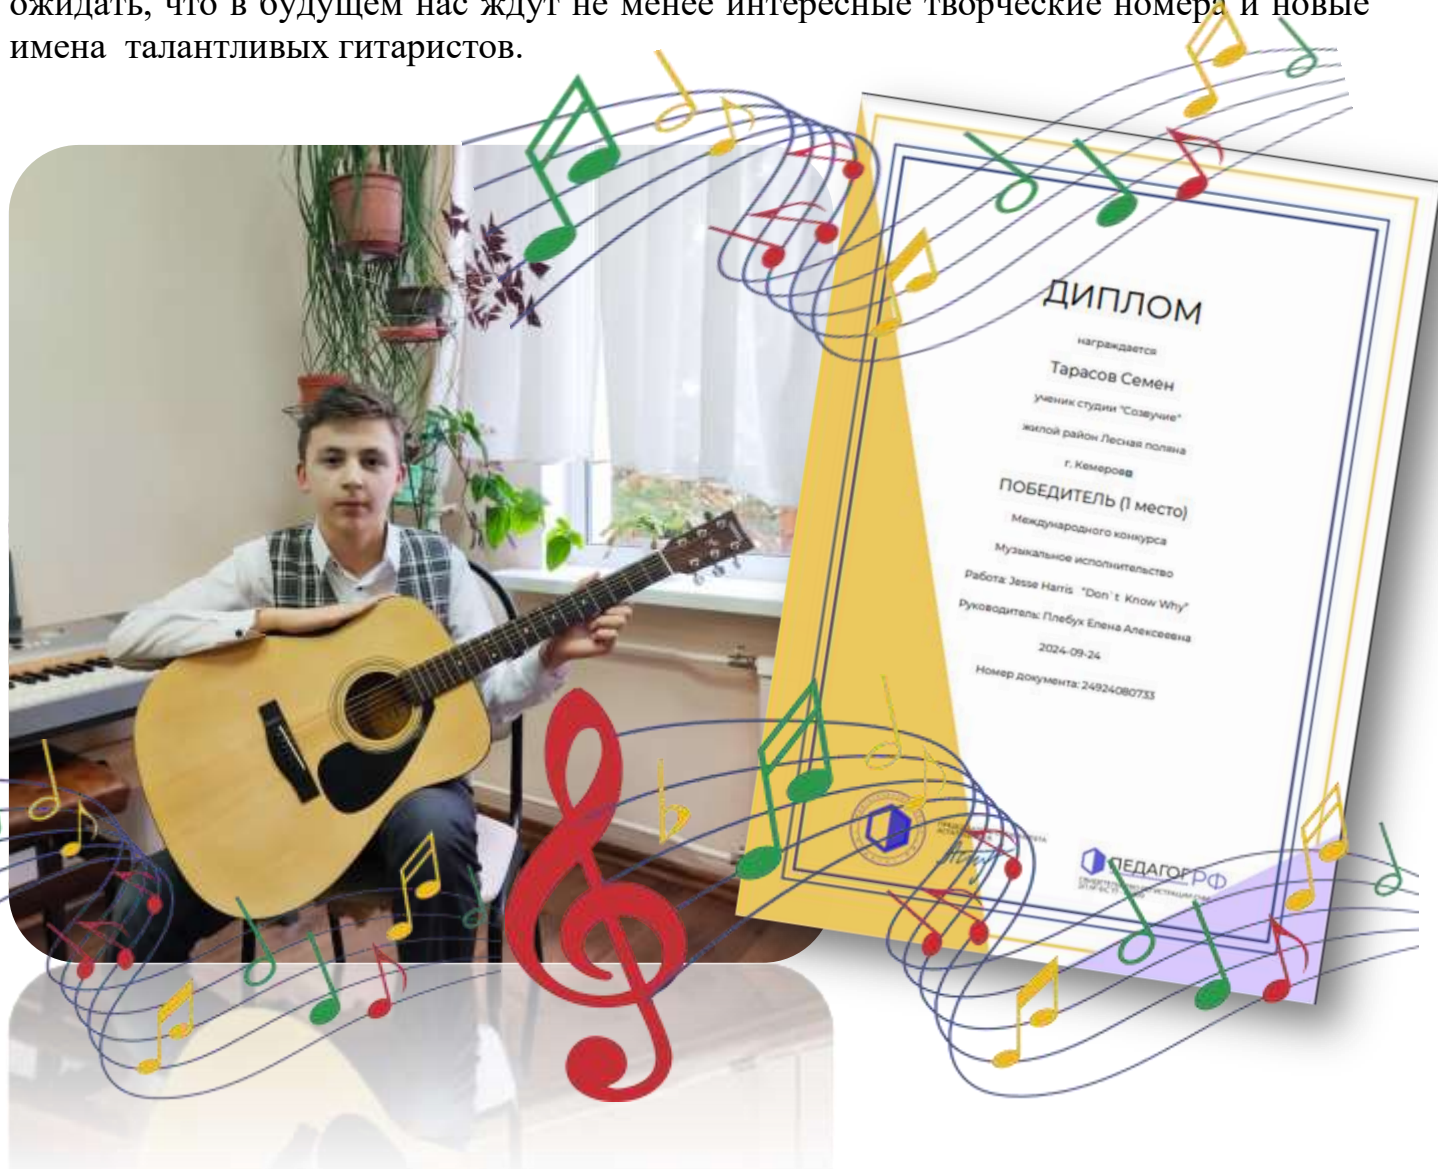 ожидать, что в будущем нас ждут не менее интересные творческие номера и новые
имена талантливых гитаристов.
ДИПЛОМ
награждается
Тарасов Семен
ученик студии "Созвучие"
жилой район Лесная поляна
г. Кемерово
ПОБЕДИТЕЛЬ (1 место)
Международного конкурса
Музыкальное исполнительство
Работа: Jesse Harris "Don`t Know Why"
Руководитель: Плебух Елена Алексеевна
2024-09-24
Номер документа: 24924080733
ПЕДАГОГРФ